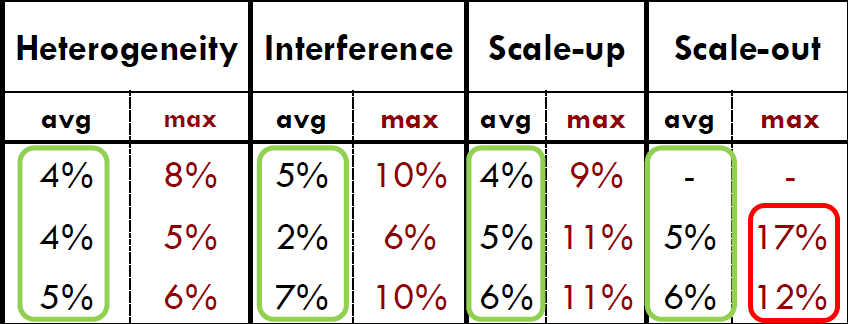 Heterogeneity Interference Scale-up Scale-out
avg max avg max avg max avg max
4% 8% 5% 10% 4% 9% - -
4% 5% 2% 6% 5% 11% 5% 17%
5% 6% 7% 10% 6% 11% 6% 12%